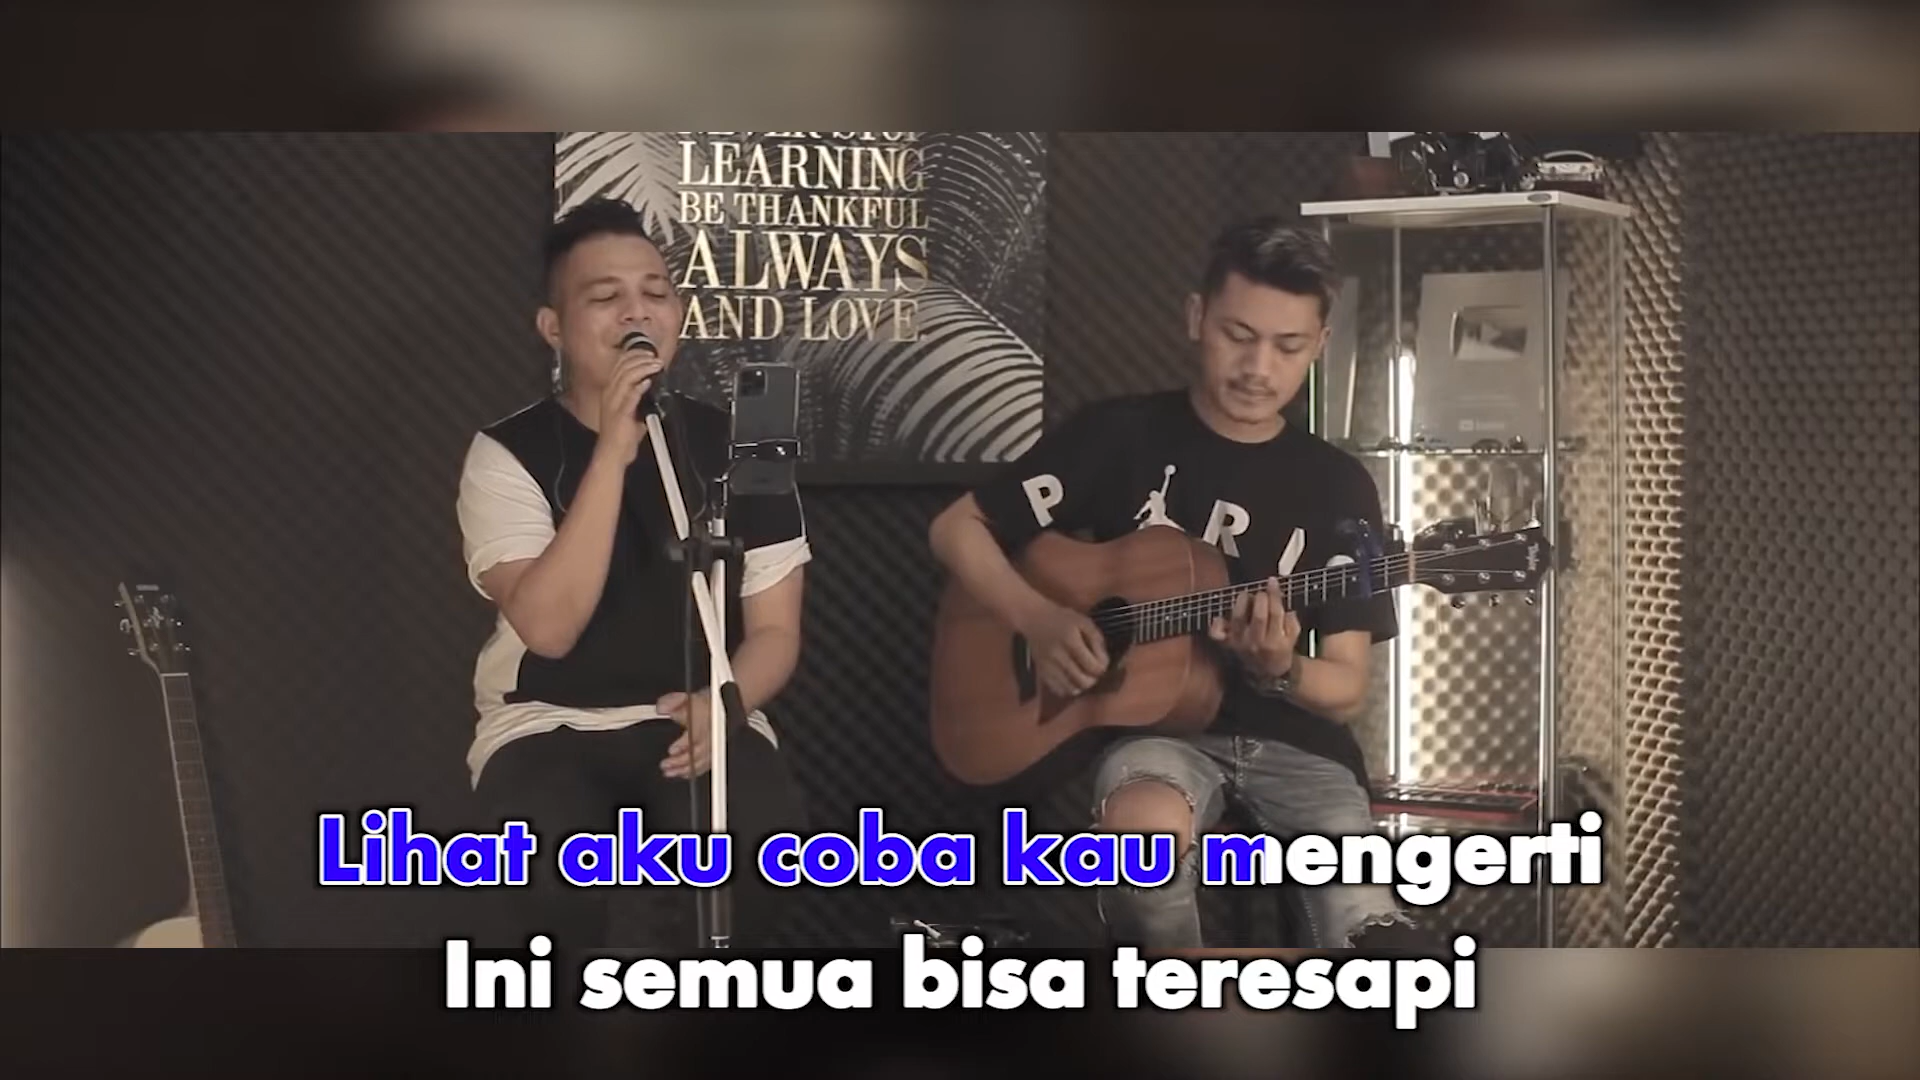 LEARNING
BE THANKFUL
ALWAYS
AND LOVE
P R I
Lihat aku coba kau mengerti
Ini semua bisa teresapi